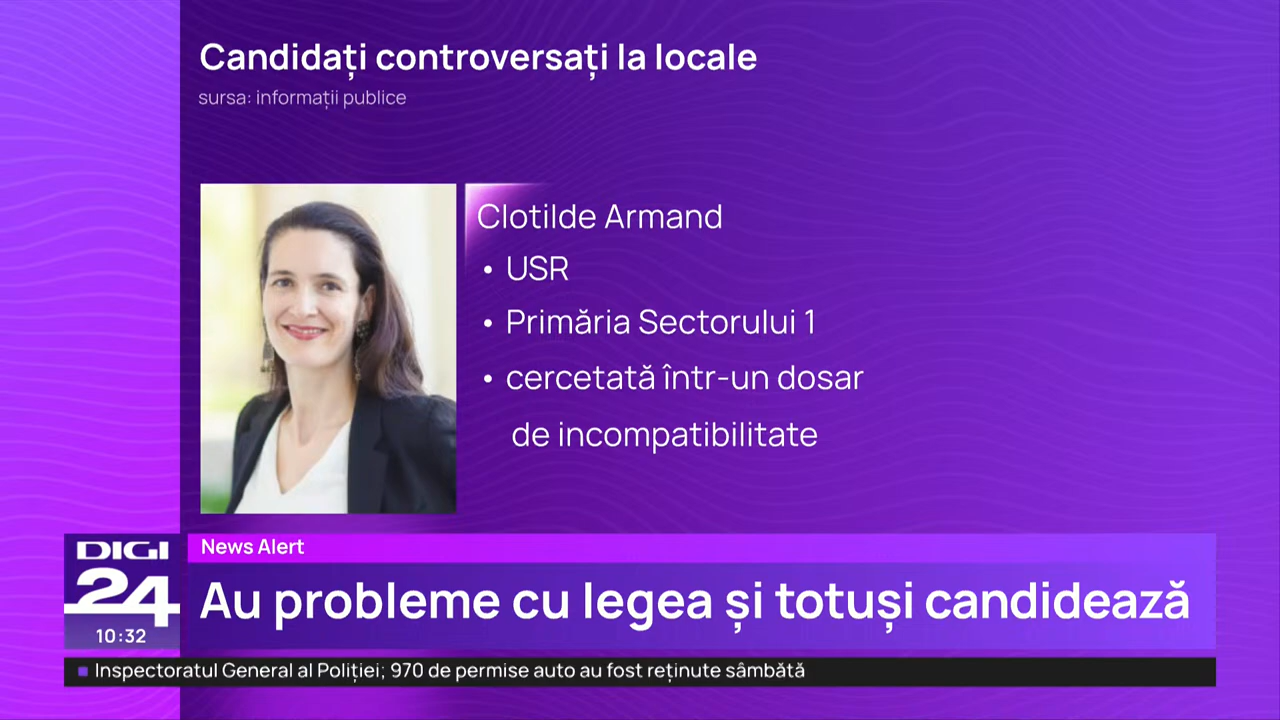 Candidați controversați la locale
sursa: informații publice
Clotilde Armand
• USR
• Primăria Sectorului 1
• cercetată într-un dosar
de incompatibilitate
DIGI
24
10:32
News Alert
Au probleme cu legea și totuși candidează
Inspectoratul General al Poliției; 970 de permise auto au fost reținute sâmbătă